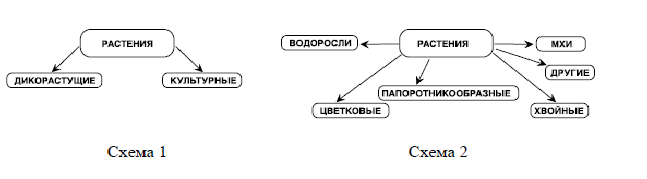 РАСТЕНИЯ
ДИКОРАСТУЩИЕ
КУЛЬТУРНЫЕ
Схема 1
ВОДОРОСЛИ
РАСТЕНИЯ
МХИ
ДРУГИЕ
ПАПОРОТНИКООБРАЗНЫЕ
ЦВЕТКОВЫЕ
ХВОЙНЫЕ
Схема 2